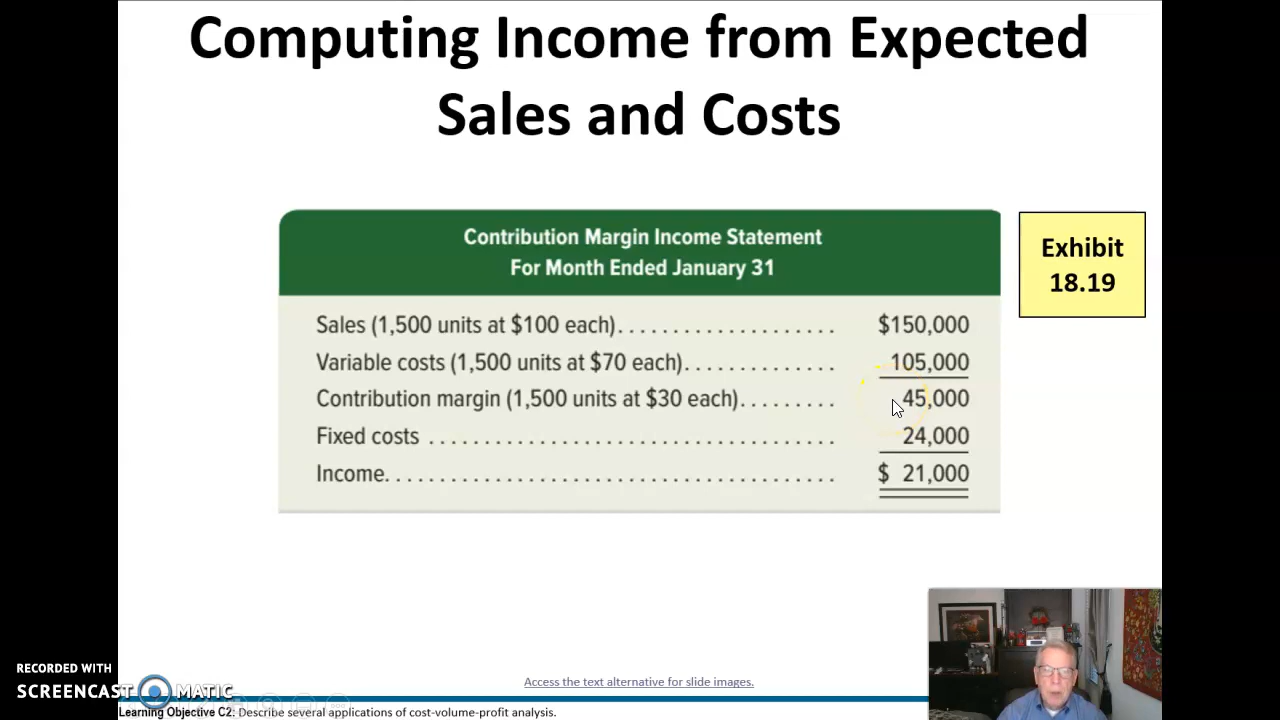 Computing Income from Expected
Sales and Costs
Contribution Margin Income Statement
For Month Ended January 31
Exhibit
18.19
Sales (1,500 units at $100 each). . . . . . . . . . . . . . . . . . . . $150,000
Variable costs (1,500 units at $70 each). . . . . . . . . . . . . . 105,000
Contribution margin (1,500 units at $30 each). . . . . . . . . 45,000
Fixed costs . . . . . . . . . . . . . . . . . . . . . . . . . . . . . . . . . . . . . 24,000
Income. . . . . . . . . . . . . . . . . . . . . . . . . . . . . . . . . . . . . . . . . $ 21,000
RECORDED WITH
SCREENCAST MATIC
Access the text alternative for slide images.
Learning Objective C2: Describe several applications of cost-volume-profit analysis.